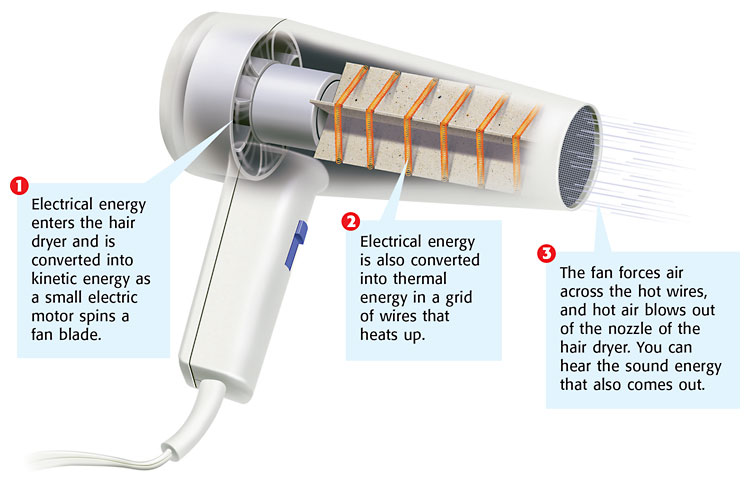 1
Electrical energy
enters the hair
dryer and is
converted into
kinetic energy as
a small electric
motor spins a
fan blade.
2
Electrical energy
is also converted
into thermal
energy in a grid
of wires that
heats up.
3
The fan forces air
across the hot wires,
and hot air blows out
of the nozzle of the
hair dryer. You can
hear the sound energy
that also comes out.